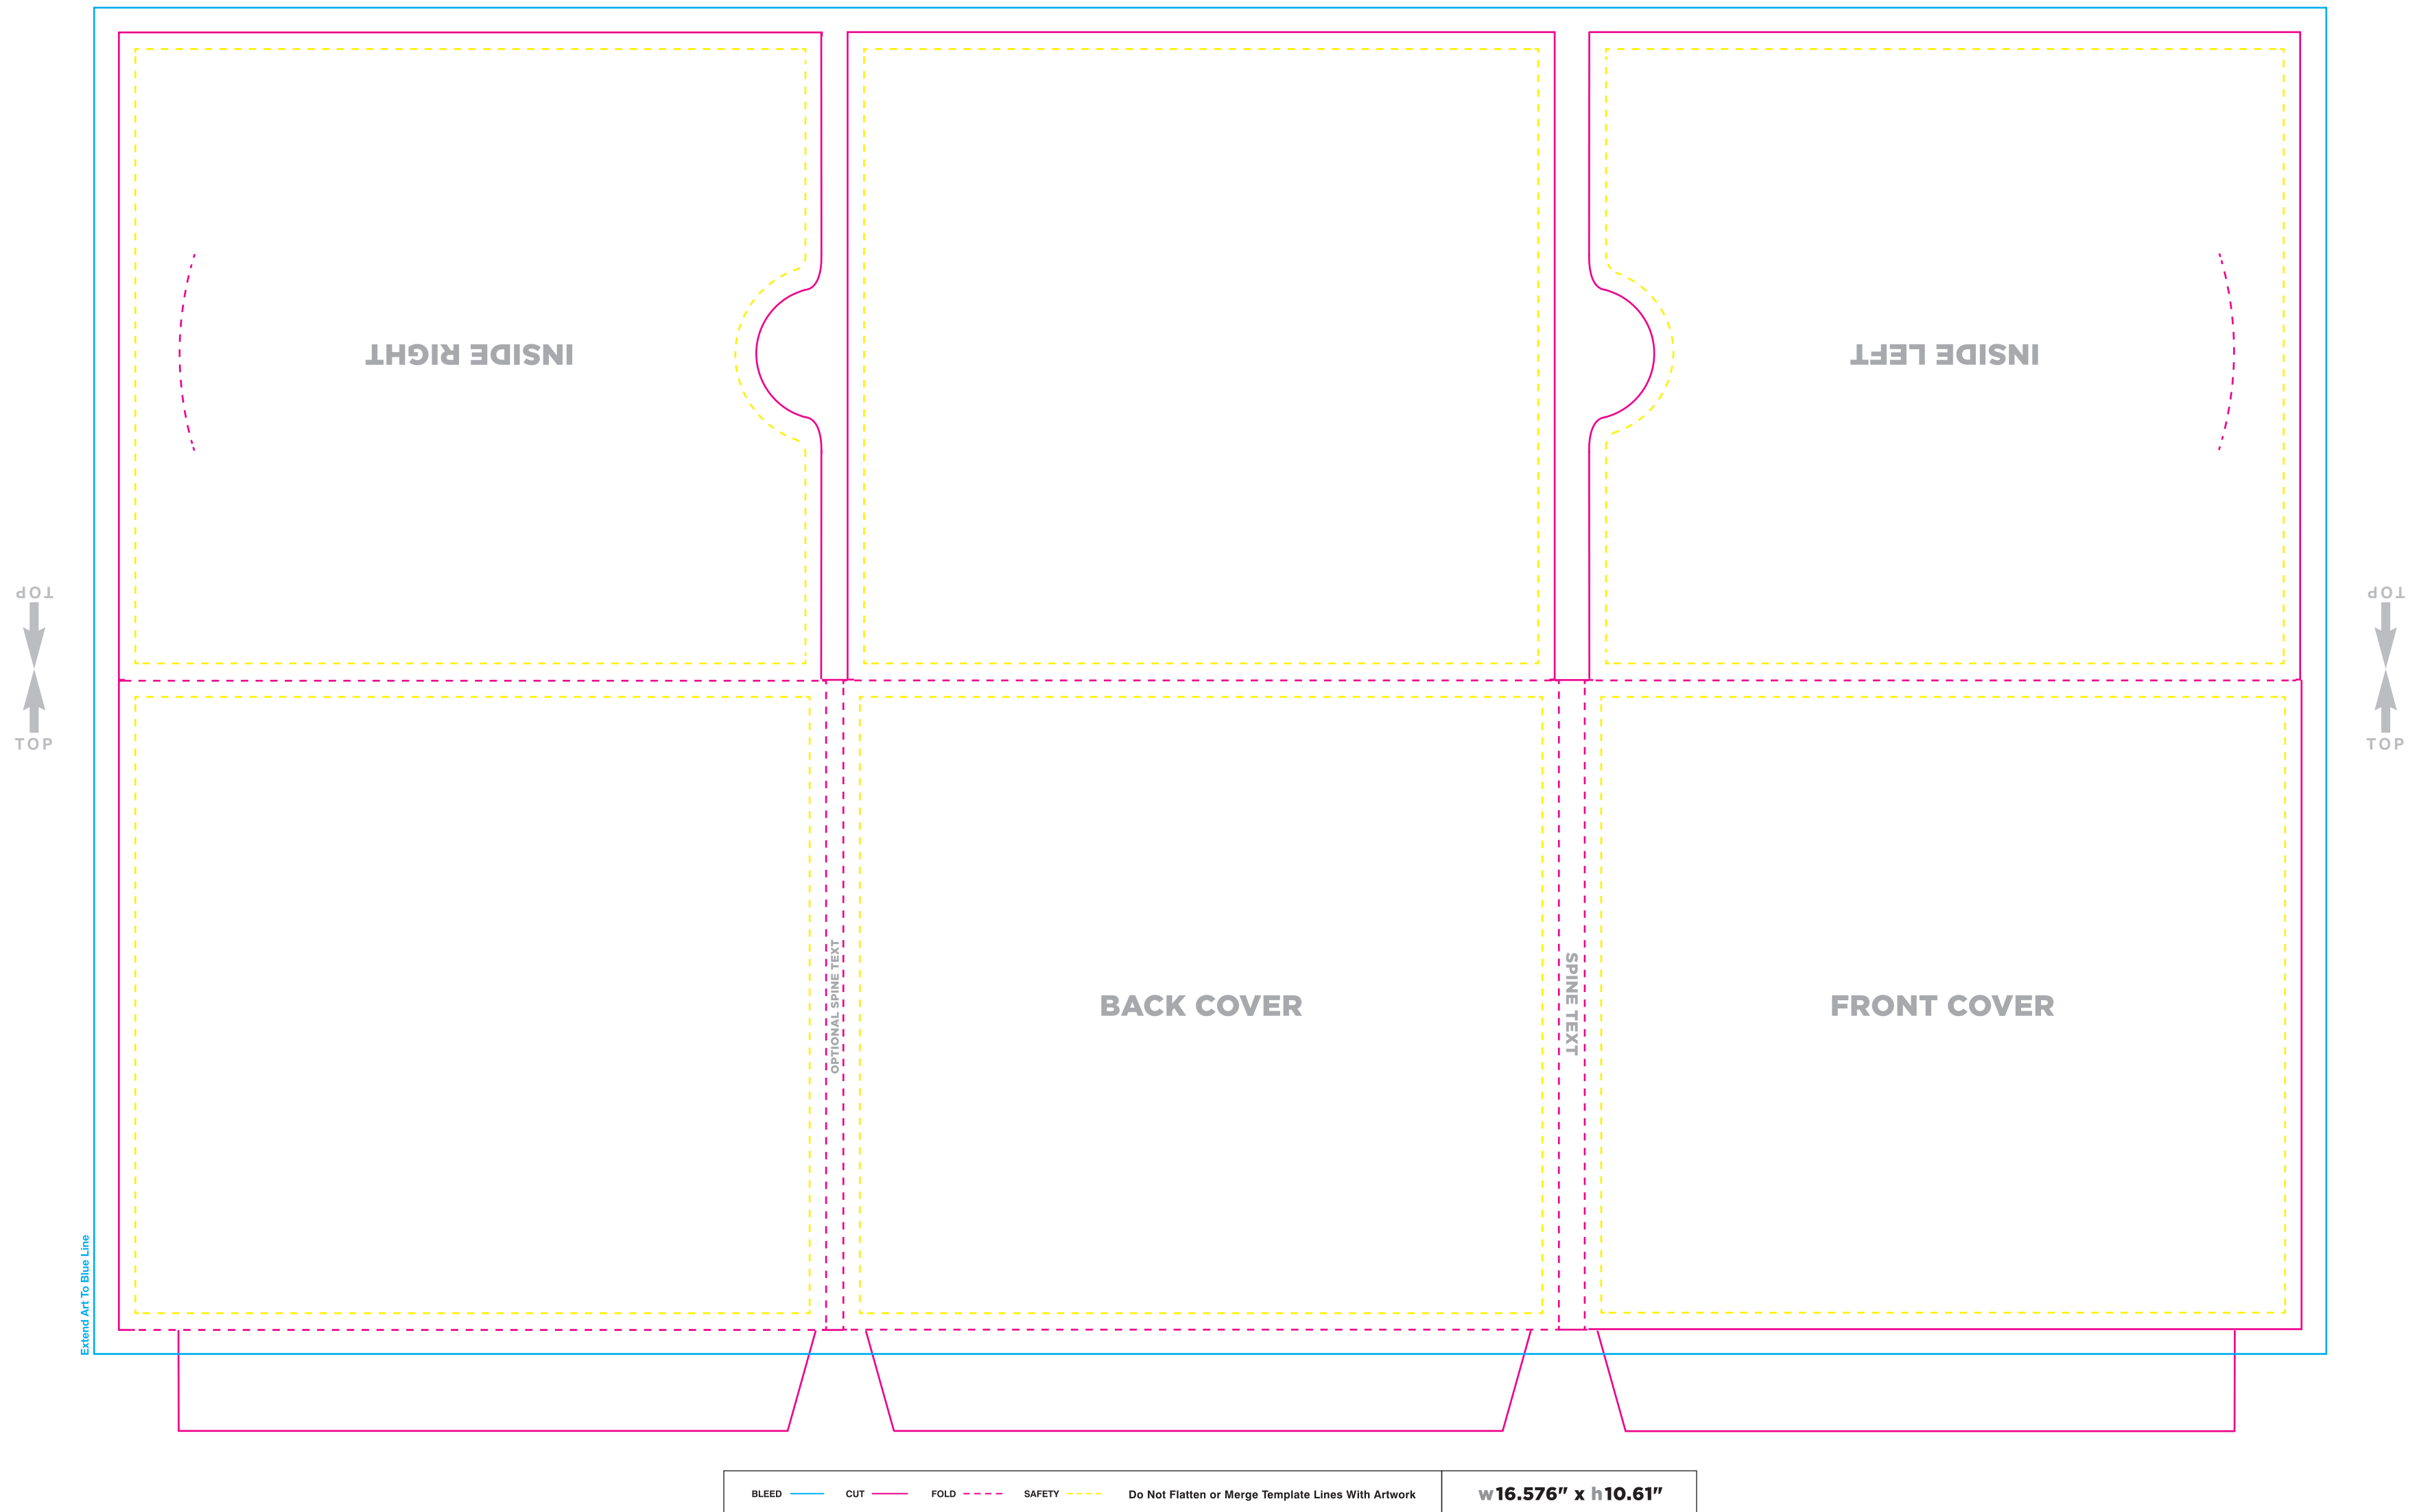 INSIDE RIGHT
INSIDE LEFT
TOP
TOP
TOP
TOP
OPTIONAL SPINE TEXT
BACK COVER
SPINE TEXT
FRONT COVER
Extend Art To Blue Line
BLEED CUT FOLD SAFETY Do Not Flatten or Merge Template Lines With Artwork w16.576" x h10.61"